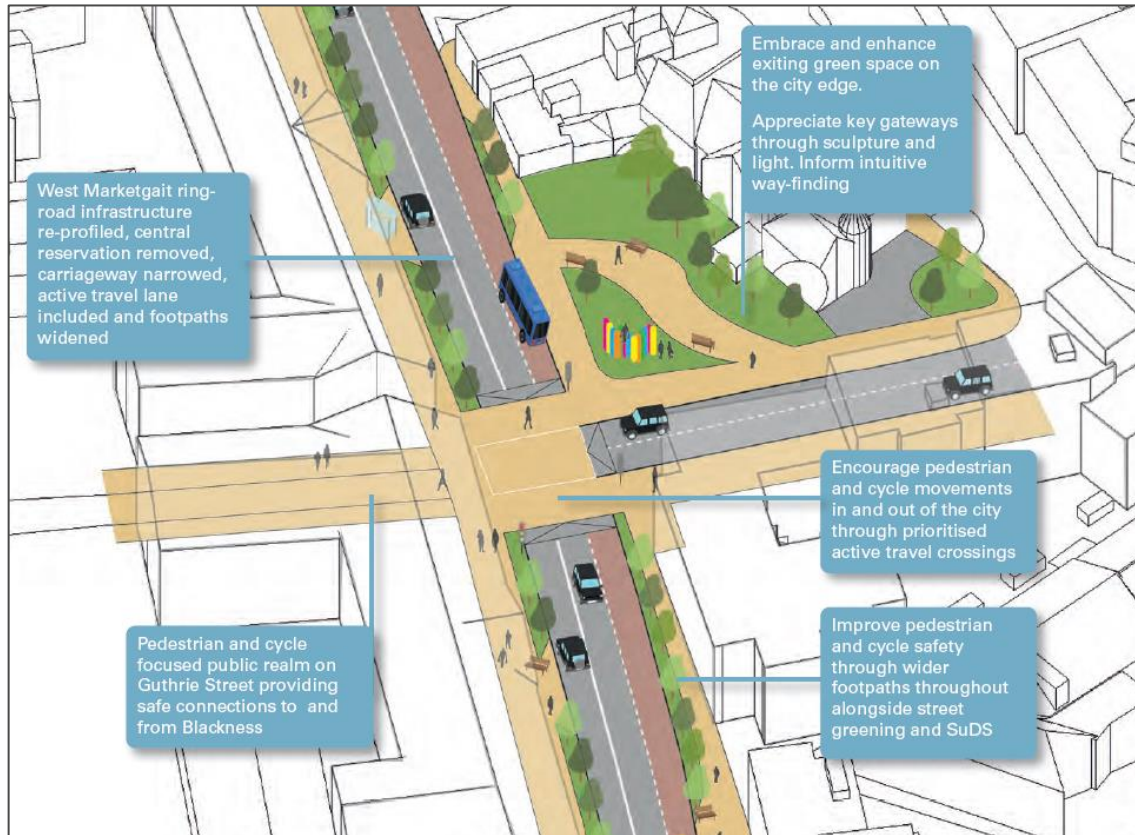 Embrace and enhance
exiting green space on
the city edge.
Appreciate key gateways
through sculpture and
light. Inform intuitive
way-finding
West Marketgait ring-
road infrastructure
re-profiled, central
reservation removed,
carriageway narrowed,
active travel lane
included and footpaths
widened
Encourage pedestrian
and cycle movements
in and out of the city
through prioritised
active travel crossings
Pedestrian and cycle
focused public realm on
Guthrie Street providing
safe connections to and
from Blackness
Improve pedestrian
and cycle safety
through wider
footpaths throughout
alongside street
greening and SuDS